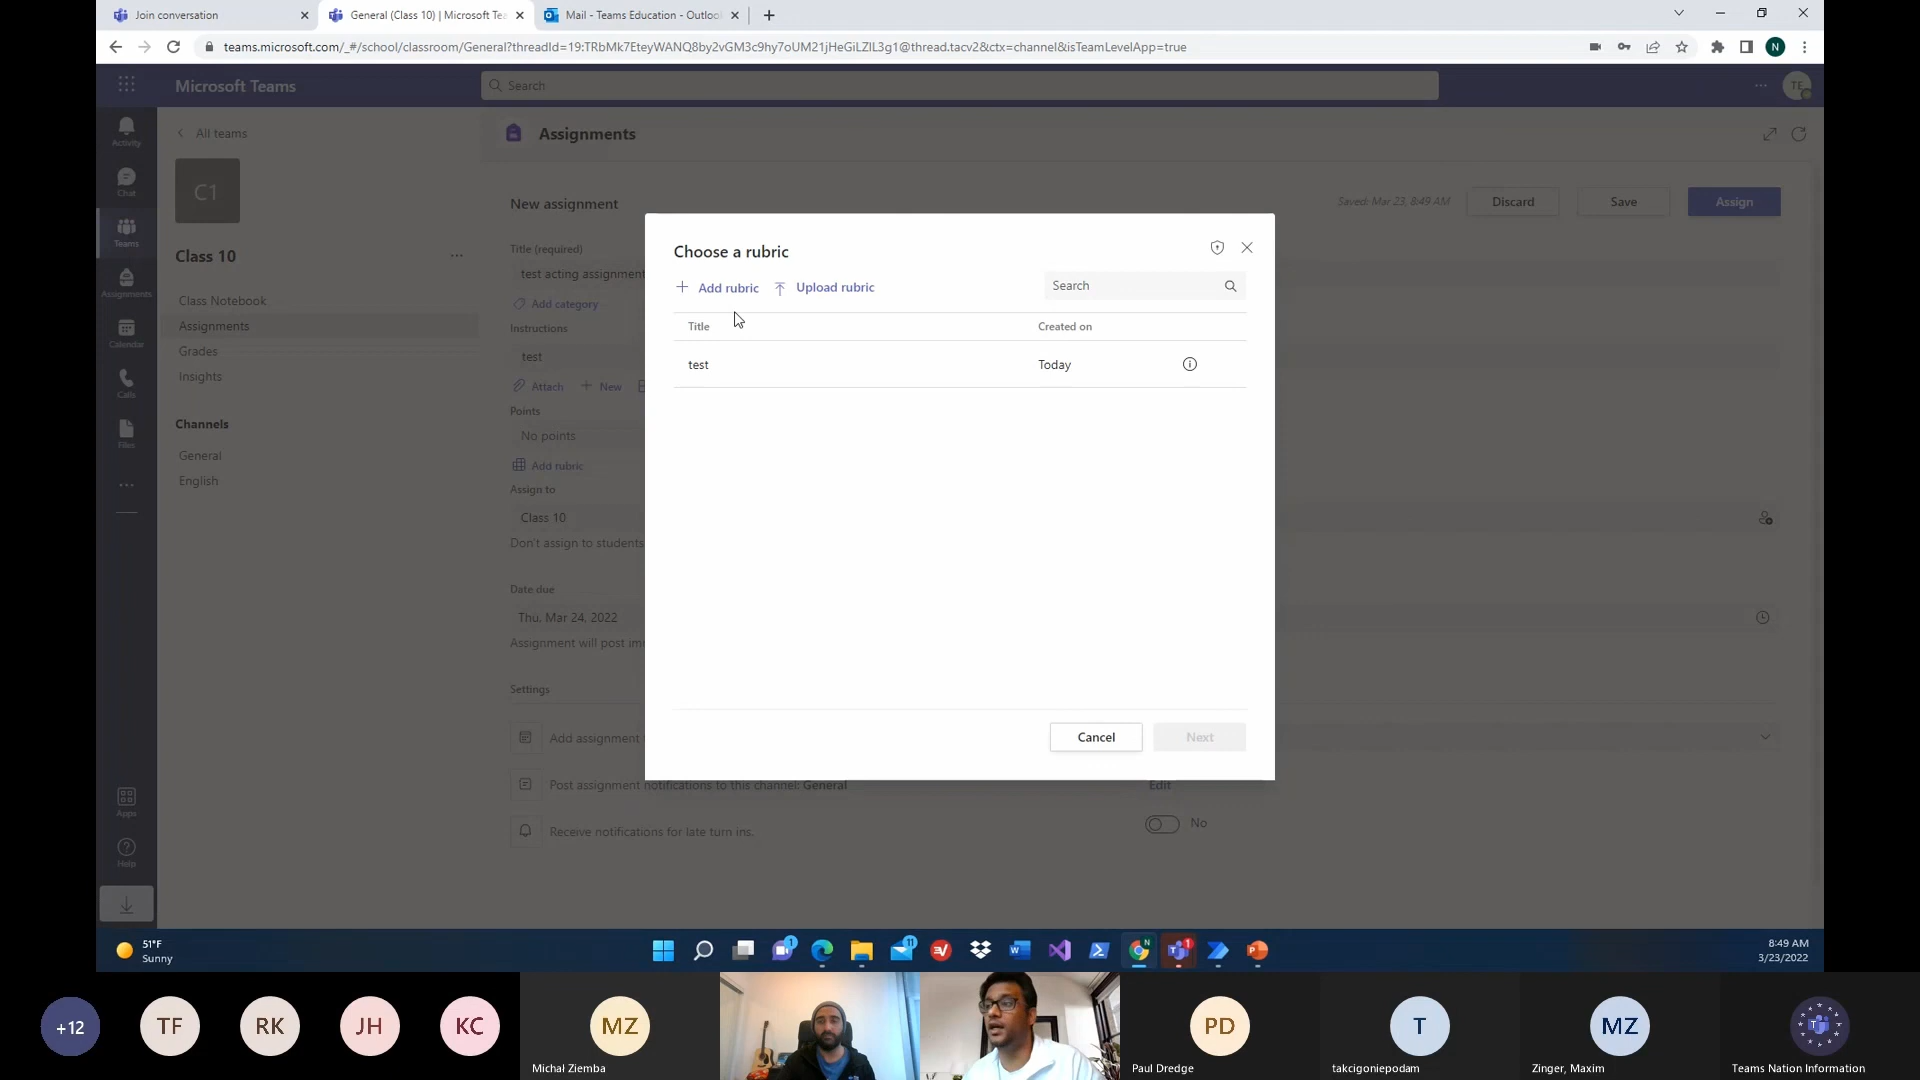 Join conversation
General (Class 10) | Microsoft Tea
Mail - Teams Education - Outlook
teams.microsoft.com/_#/school/classroom/General?threadId=19:TRbMk7EteyWANQ8by2vGM3c9hy7oUM21jHeGiLZIL3g1@thread.tacv2&ctx=channel&isTeamLevelApp=true
N
Microsoft Teams
Search
TE
Activity
Chat
Teams
Assignments
Calendar
Calls
Files
Apps
Help
All teams
C1
Class 10
Class Notebook
Assignments
Grades
Insights
Channels
General
English
Assignments
New assignment
Saved: Mar 23, 8:49 AM
Discard
Save
Assign
Title (required)
test acting assignment
Add category
Instructions
test
Attach
New
Points
No points
Add rubric
Assign to
Class 10
Don't assign to students
Date due
Thu, Mar 24, 2022
Assignment will post im
Settings
Add assignment
Post assignment notifications to this channel: General
Edit
Receive notifications for late turn ins.
No
Choose a rubric
Add rubric
Upload rubric
Search
Title
Created on
test
Today
Cancel
Next
51°F
Sunny
1
11
N
1
8:49 AM
3/23/2022
+12
TF
RK
JH
KC
MZ
Michał Ziemba
PD
Paul Dredge
T
takcigoniepodam
MZ
Zinger, Maxim
Teams Nation Information